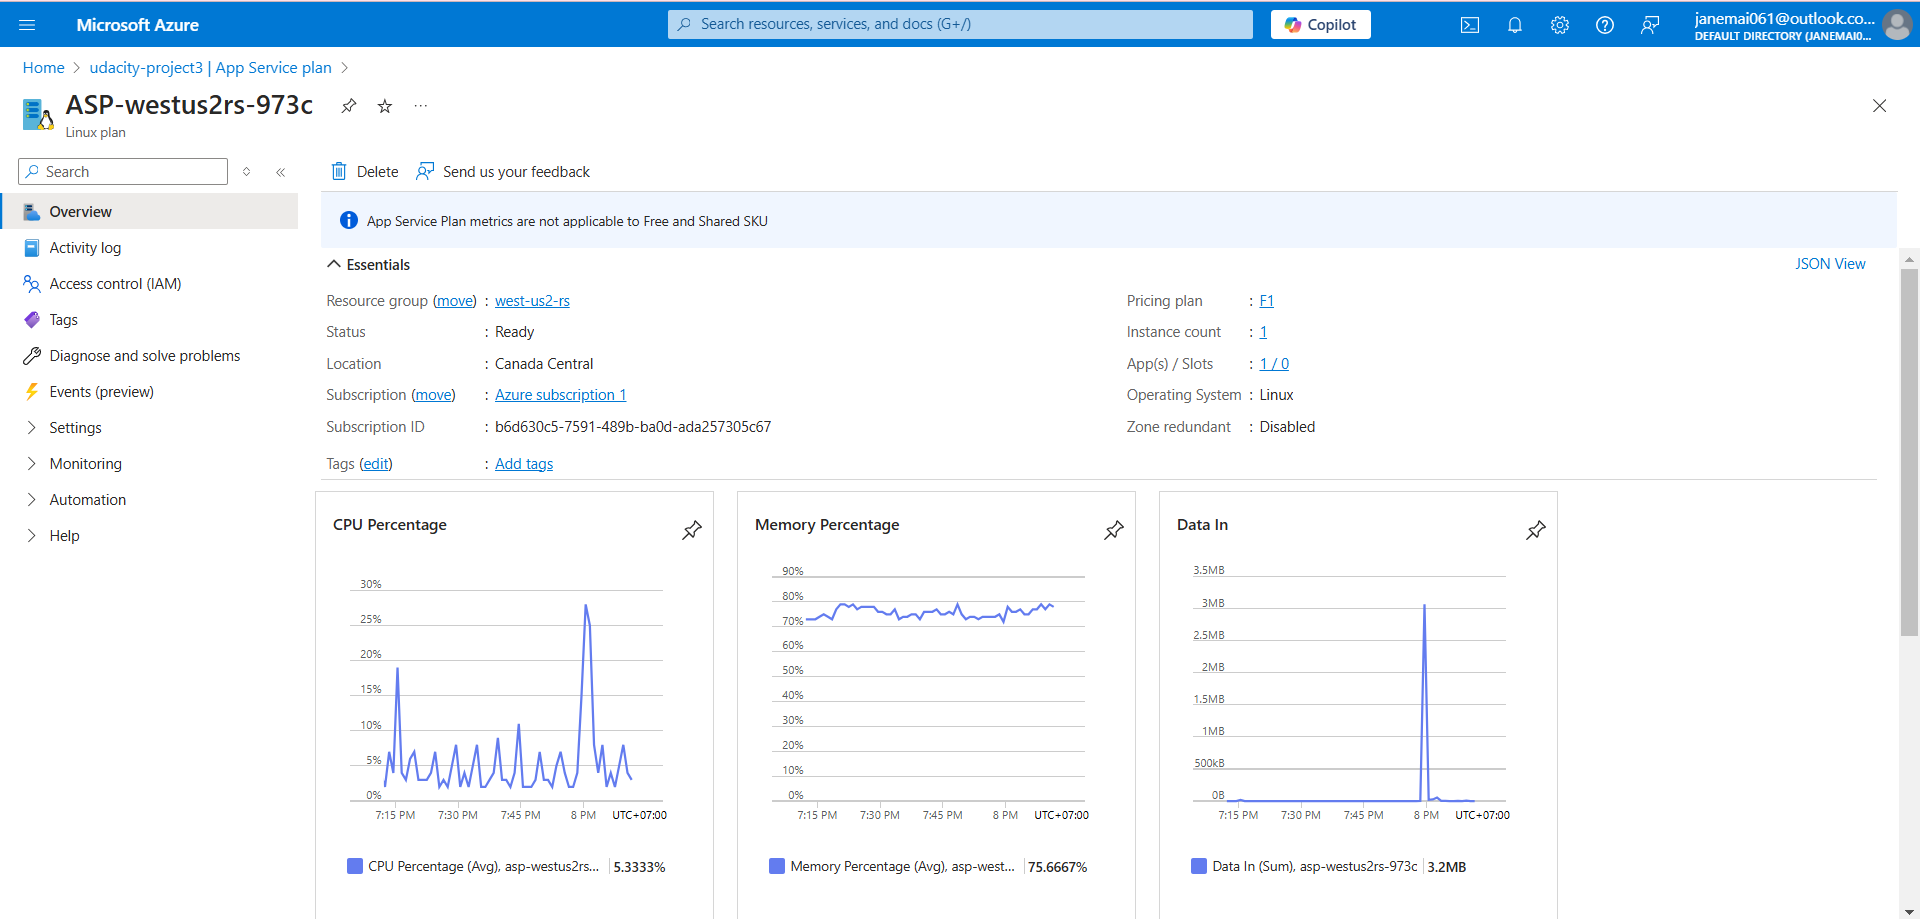 Microsoft Azure
Search resources, services, and docs (G+/)
Copilot
janemai061@outlook.co...
DEFAULT DIRECTORY (JANEMAI0...
Home > udacity-project3 | App Service plan >
ASP-westus2rs-973c
Linux plan
Search
Overview
Activity log
Access control (IAM)
Tags
Diagnose and solve problems
Events (preview)
Settings
Monitoring
Automation
Help
Delete
Send us your feedback
App Service Plan metrics are not applicable to Free and Shared SKU
Essentials
JSON View
Resource group (move) : west-us2-rs
Status : Ready
Location : Canada Central
Subscription (move) : Azure subscription 1
Subscription ID : b6d630c5-7591-489b-ba0d-ada257305c67
Tags (edit) : Add tags
Pricing plan : F1
Instance count : 1
App(s) / Slots : 1 / 0
Operating System : Linux
Zone redundant : Disabled
CPU Percentage
30%
25%
20%
15%
10%
5%
0%
7:15 PM 7:30 PM 7:45 PM 8 PM UTC+07:00
CPU Percentage (Avg), asp-westus2rs... 5.3333%
Memory Percentage
90%
80%
70%
60%
50%
40%
30%
20%
10%
0%
7:15 PM 7:30 PM 7:45 PM 8 PM UTC+07:00
Memory Percentage (Avg), asp-west... 75.6667%
Data In
3.5MB
3MB
2.5MB
2MB
1.5MB
1MB
500kB
0B
7:15 PM 7:30 PM 7:45 PM 8 PM UTC+07:00
Data In (Sum), asp-westus2rs-973c 3.2MB